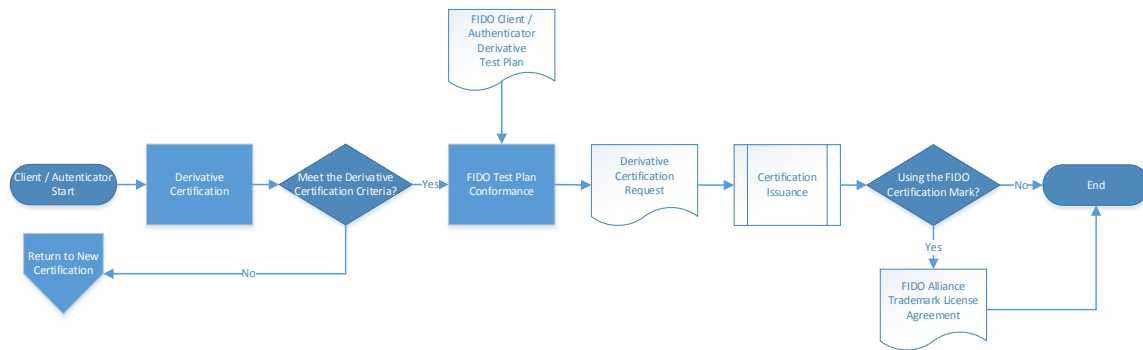 FIDO Client /
Authenticator
Derivative
Test Plan
Client / Autenticator
Start
Derivative
Certification
Meet the Derivative
Certification Criteria?
Yes
FIDO Test Plan
Conformance
Derivative
Certification
Request
Certification
Issuance
Using the FIDO
Certification Mark?
No
End
Return to New
Certification
No
Yes
FIDO Alliance
Trademark License
Agreement